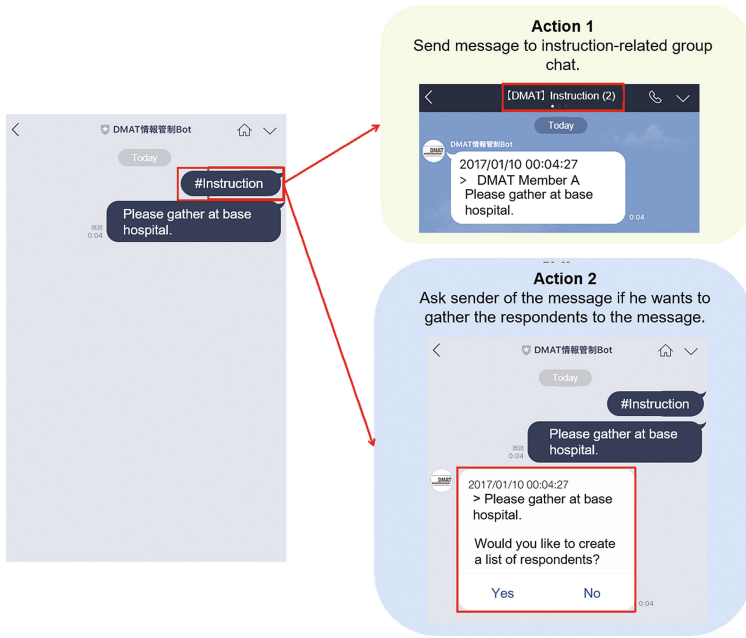 DMAT情報管制Bot
Today
#Instruction
Please gather at base
hospital.
既読
0:04
Action 1
Send message to instruction-related group
chat.
【DMAT】 Instruction (2)
Today
DMAT
DMAT情報管制Bot
2017/01/10 00:04:27
> DMAT Member A
Please gather at base
hospital.
0:04
Action 2
Ask sender of the message if he wants to
gather the respondents to the message.
DMAT情報管制Bot
Today
#Instruction
Please gather at base
hospital.
既読
0:04
DMAT
2017/01/10 00:04:27
> Please gather at base
hospital.
Would you like to create
a list of respondents?
Yes No
0:04